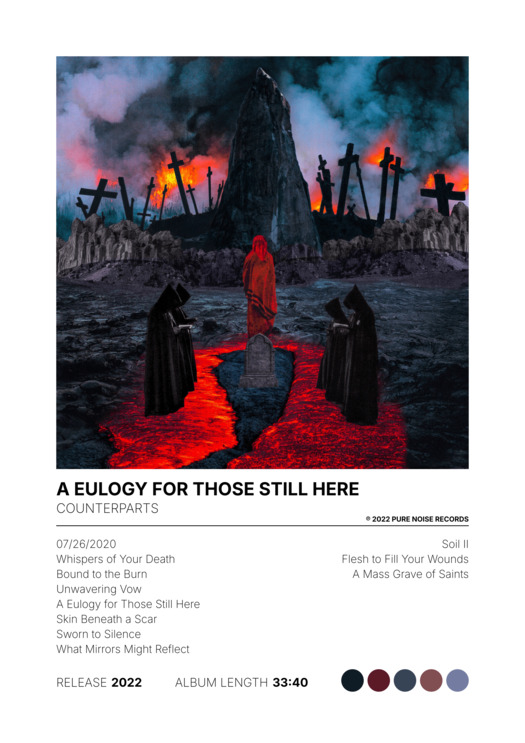 A EULOGY FOR THOSE STILL HERE
COUNTERPARTS
℗ 2022 PURE NOISE RECORDS
07/26/2020
Whispers of Your Death
Bound to the Burn
Unwavering Vow
A Eulogy for Those Still Here
Skin Beneath a Scar
Sworn to Silence
What Mirrors Might Reflect
Soil II
Flesh to Fill Your Wounds
A Mass Grave of Saints
RELEASE 2022 ALBUM LENGTH 33:40